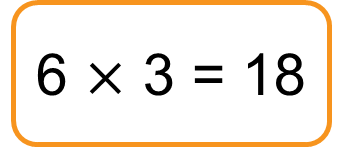 6 × 3 = 18